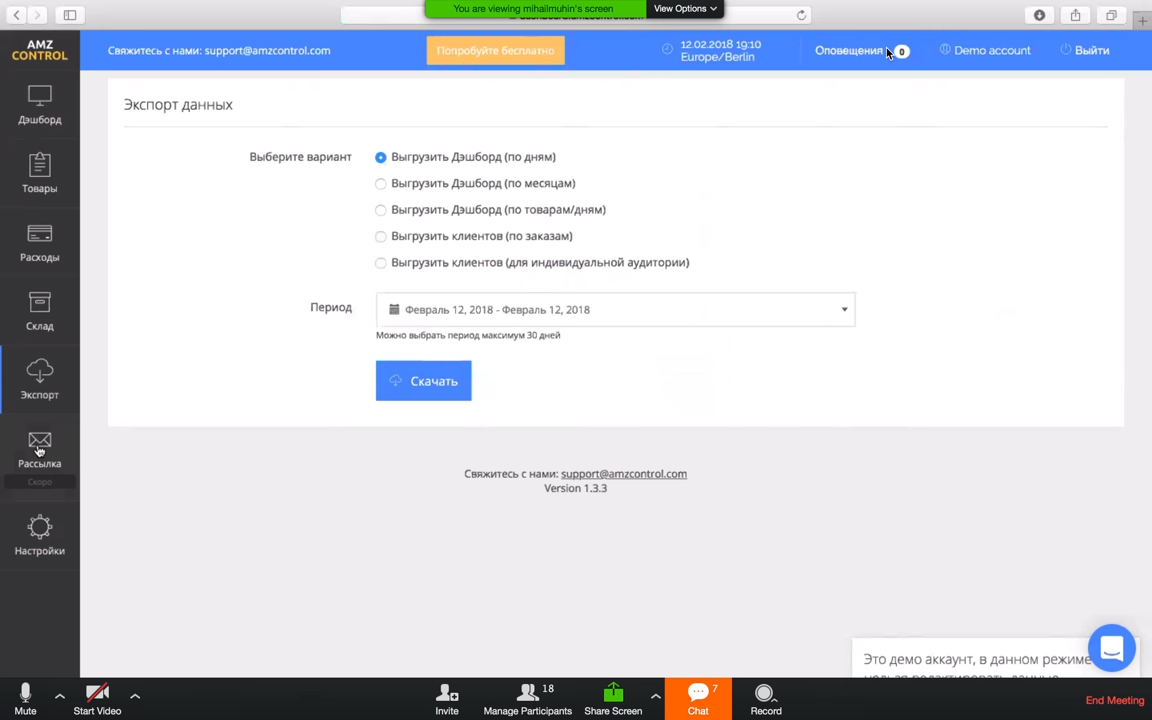 You are viewing mihailmuhin's screen
View Options
AMZ
CONTROL
Свяжитесь с нами: support@amzcontrol.com
Попробуйте бесплатно
12.02.2018 19:10
Europe/Berlin
Оповещения 0
Demo account
Выйти
Дэшборд
Товары
Расходы
Склад
Экспорт
Рассылка
Скоро
Настройки
Экспорт данных
Выберите вариант
Выгрузить Дэшборд (по дням)
Выгрузить Дэшборд (по месяцам)
Выгрузить Дэшборд (по товарам/дням)
Выгрузить клиентов (по заказам)
Выгрузить клиентов (для индивидуальной аудитории)
Период
Февраль 12, 2018 - Февраль 12, 2018
Можно выбрать период максимум 30 дней
Скачать
Свяжитесь с нами: support@amzcontrol.com
Version 1.3.3
Это демо аккаунт, в данном режиме
Mute
Start Video
Invite
18
Manage Participants
Share Screen
7
Chat
Record
End Meeting